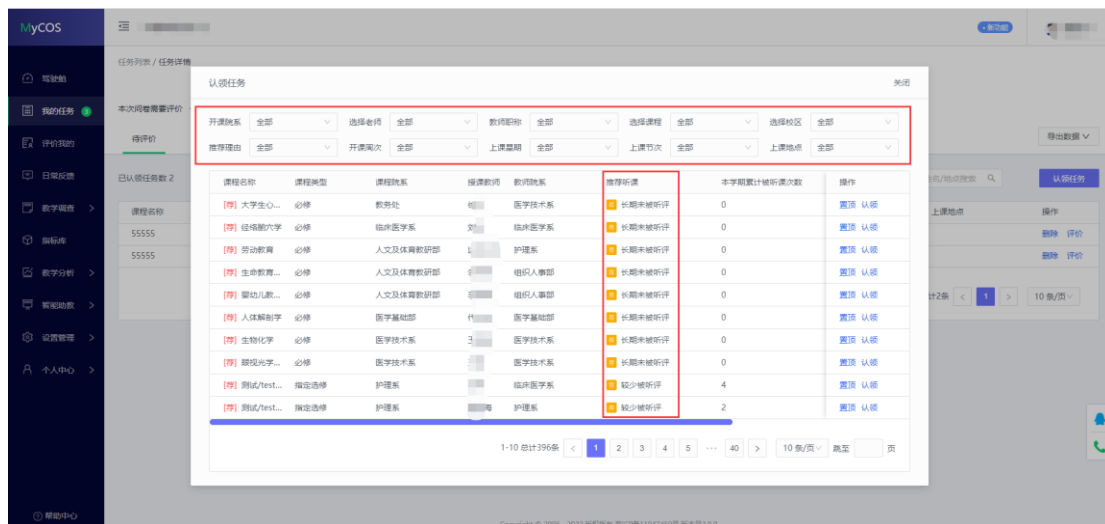 MyCOS
• 新功能
任务列表 / 任务详情
驾驶舱
我的任务 3
评价我的
日常反馈
教学调查 >
指标库
教学分析 >
智能助教 >
设置管理 >
个人中心 >
帮助中心
本次问卷需要评价
待评价
导出数据
已认领任务数 2
名/地点搜索
认领任务
课程名称
上课地点
操作
55555
删除 评价
55555
删除 评价
计2条 < 1 > 10 条/页
认领任务
关闭
开课院系 全部 选择老师 全部 教师职称 全部 选择课程 全部 选择校区 全部
推荐理由 全部 开课周次 全部 上课星期 全部 上课节次 全部 上课地点 全部
课程名称 课程类型 课程院系 授课教师 教师院系 推荐听课 本学期累计被听课次数 操作
[荐] 大学生心... 必修 教务处 医学技术系 长期未被听评 0 置顶 认领
[荐] 经络腧穴学 必修 临床医学系 临床医学系 长期未被听评 0 置顶 认领
[荐] 劳动教育 必修 人文及体育教研部 护理系 长期未被听评 0 置顶 认领
[荐] 生命教育... 必修 人文及体育教研部 组织人事部 长期未被听评 0 置顶 认领
[荐] 婴幼儿教... 必修 人文及体育教研部 组织人事部 长期未被听评 0 置顶 认领
[荐] 人体解剖学 必修 医学基础部 医学基础部 长期未被听评 0 置顶 认领
[荐] 生物化学 必修 医学技术系 医学技术系 长期未被听评 0 置顶 认领
[荐] 眼视光学... 必修 医学技术系 医学技术系 长期未被听评 0 置顶 认领
[荐] 测试/test... 指定选修 护理系 临床医学系 较少被听评 4 置顶 认领
[荐] 测试/test... 指定选修 护理系 护理系 较少被听评 2 置顶 认领
1-10 总计396条 < 1 2 3 4 5 ... 40 > 10 条/页 跳至 页